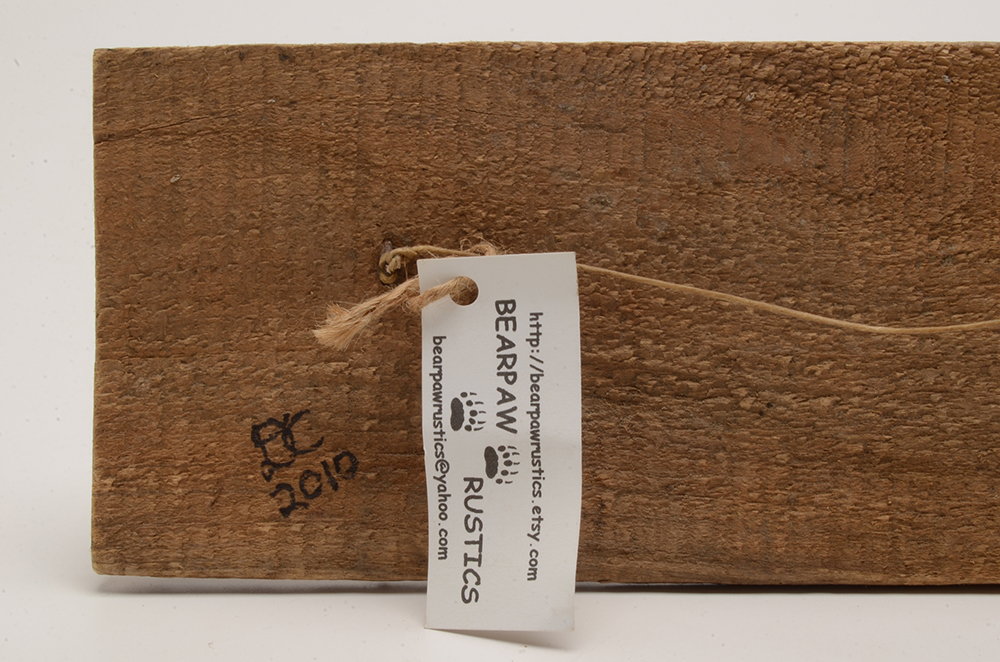 http://bearpawrustics.etsy.com
BEARPAW
RUSTICS
bearpawrustics@yahoo.com
2010